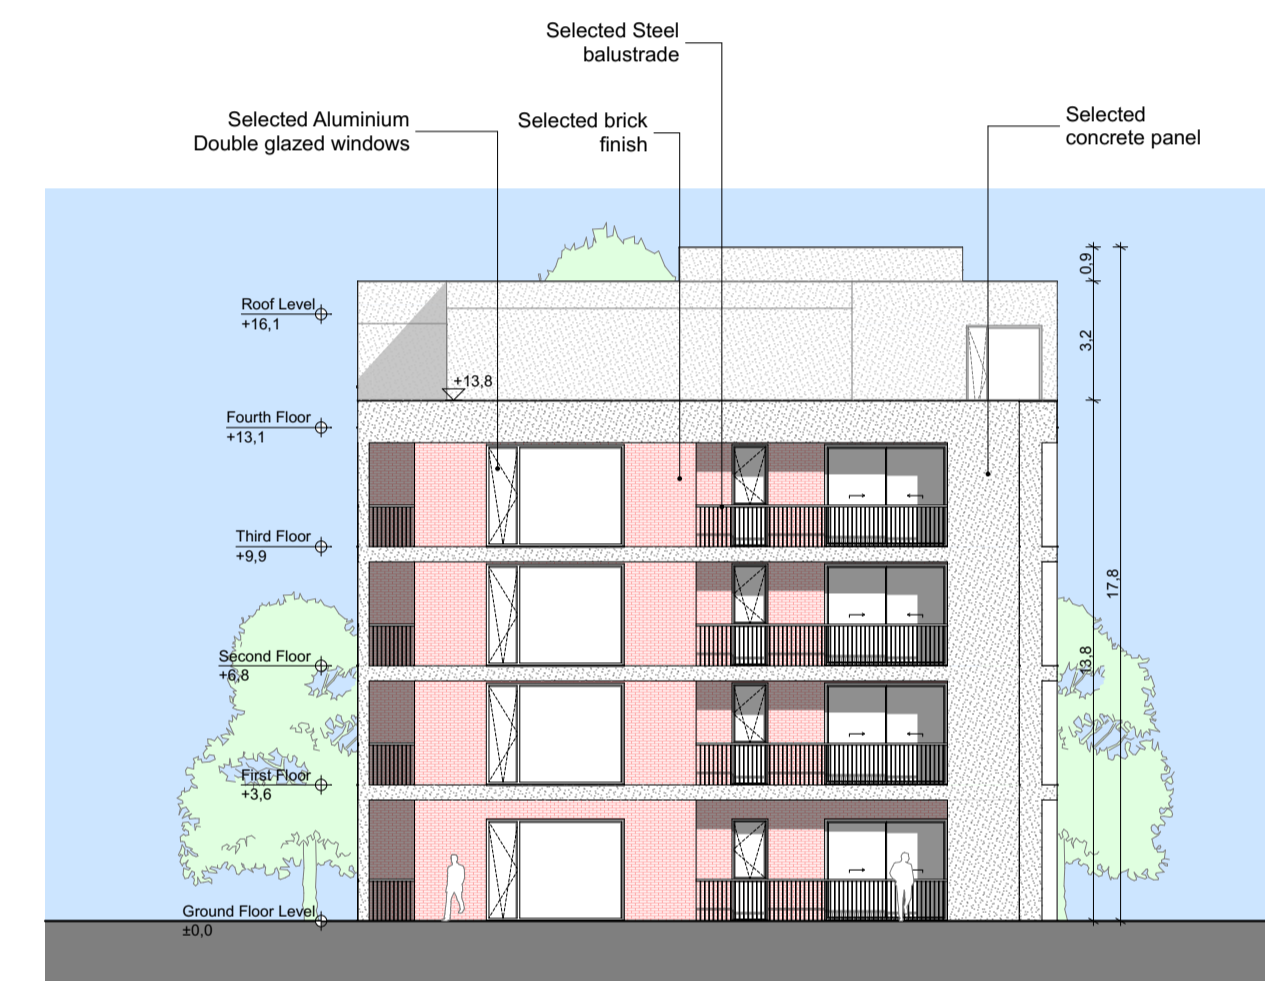 Selected Steel
balustrade
Selected Aluminium
Double glazed windows
Selected brick
finish
Selected
concrete panel
0,9
Roof Level
+16,1
3,2
+13,8
Fourth Floor
+13,1
Third Floor
+9,9
17,8
Second Floor
+6,8
13,8
First Floor
+3,6
Ground Floor Level
±0,0